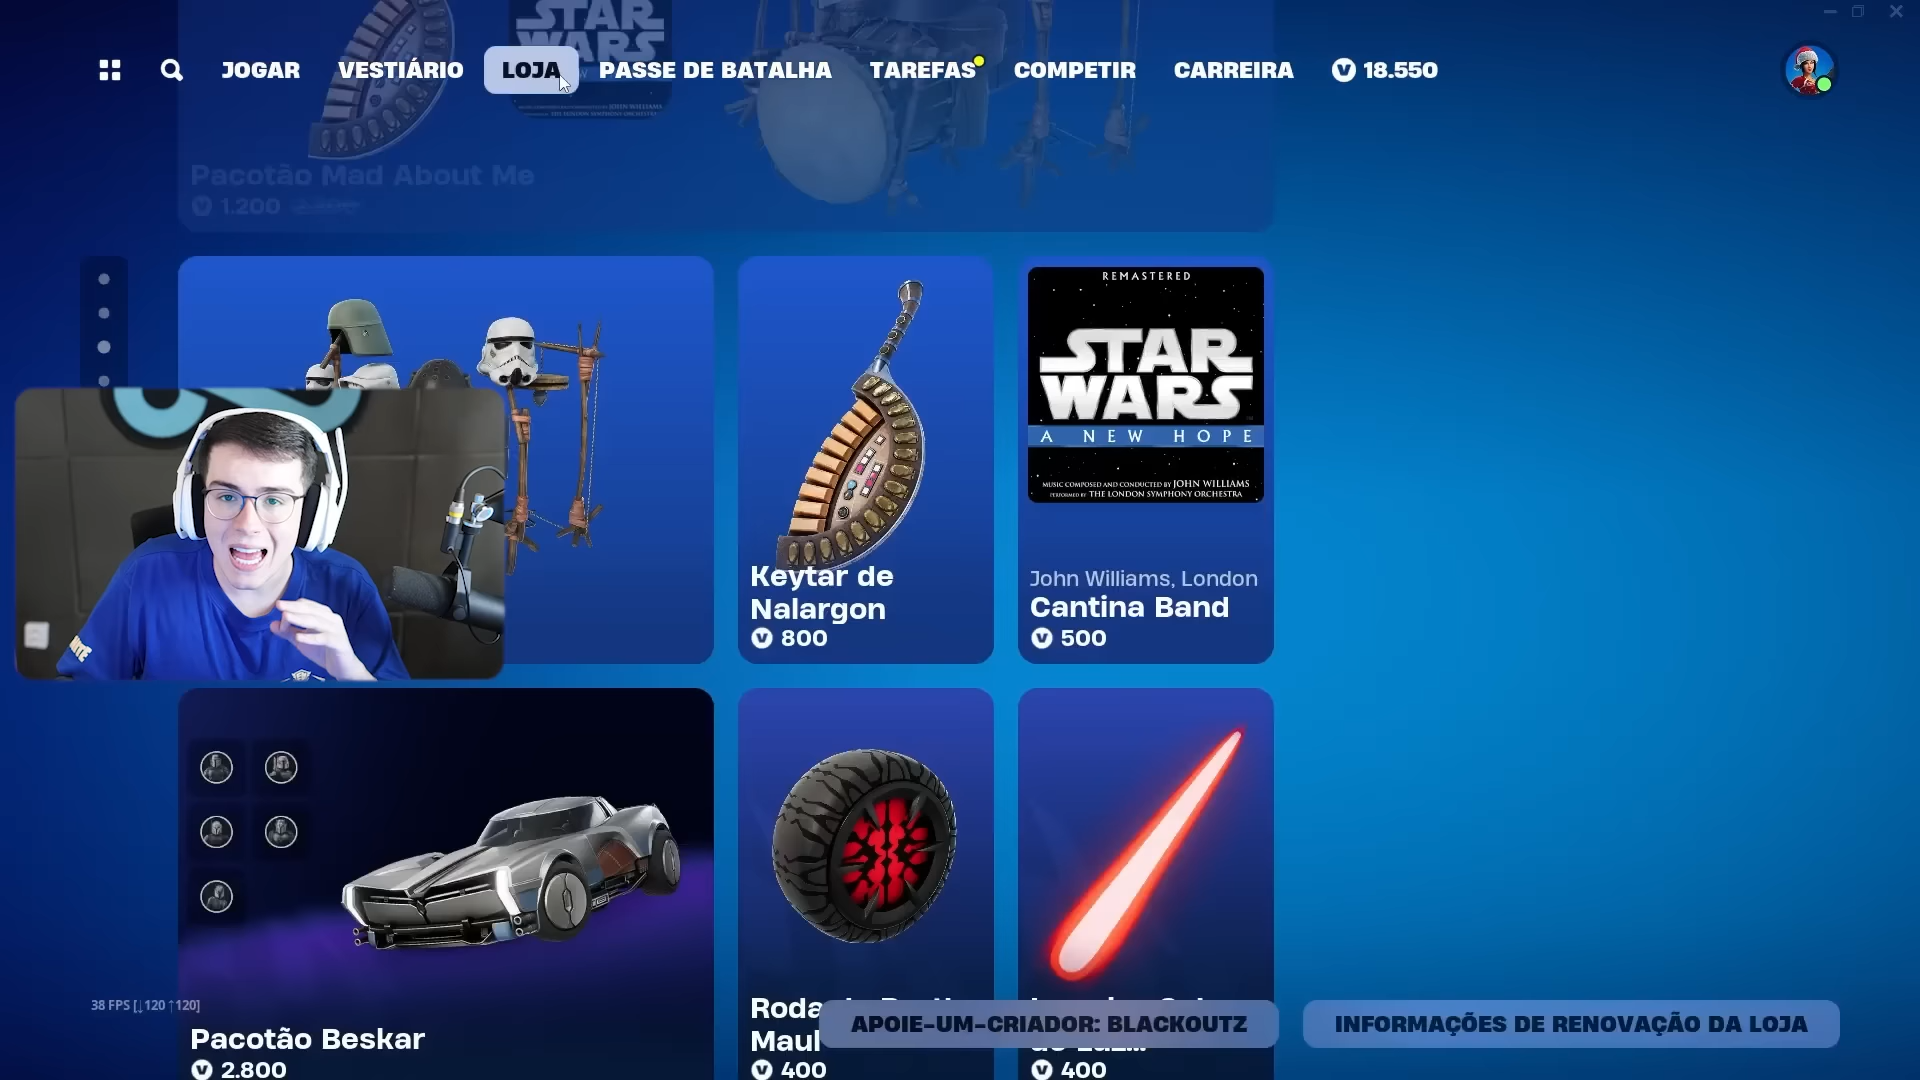 JOGAR VESTIÁRIO LOJA PASSE DE BATALHA TAREFAS COMPETIR CARREIRA 18.550
STAR
WARS
Pacotão Mad About Me
1.200
REMASTERED
STAR
WARS
A NEW HOPE
MUSIC COMPOSED AND CONDUCTED BY JOHN WILLIAMS
PERFORMED BY THE LONDON SYMPHONY ORCHESTRA
Keytar de
Nalargon
800
John Williams, London
Cantina Band
500
38 FPS [↓120 ↑120]
Pacotão Beskar
2.800
Roda
Maul
400
400
APOIE-UM-CRIADOR: BLACKOUTZ
INFORMAÇÕES DE RENOVAÇÃO DA LOJA